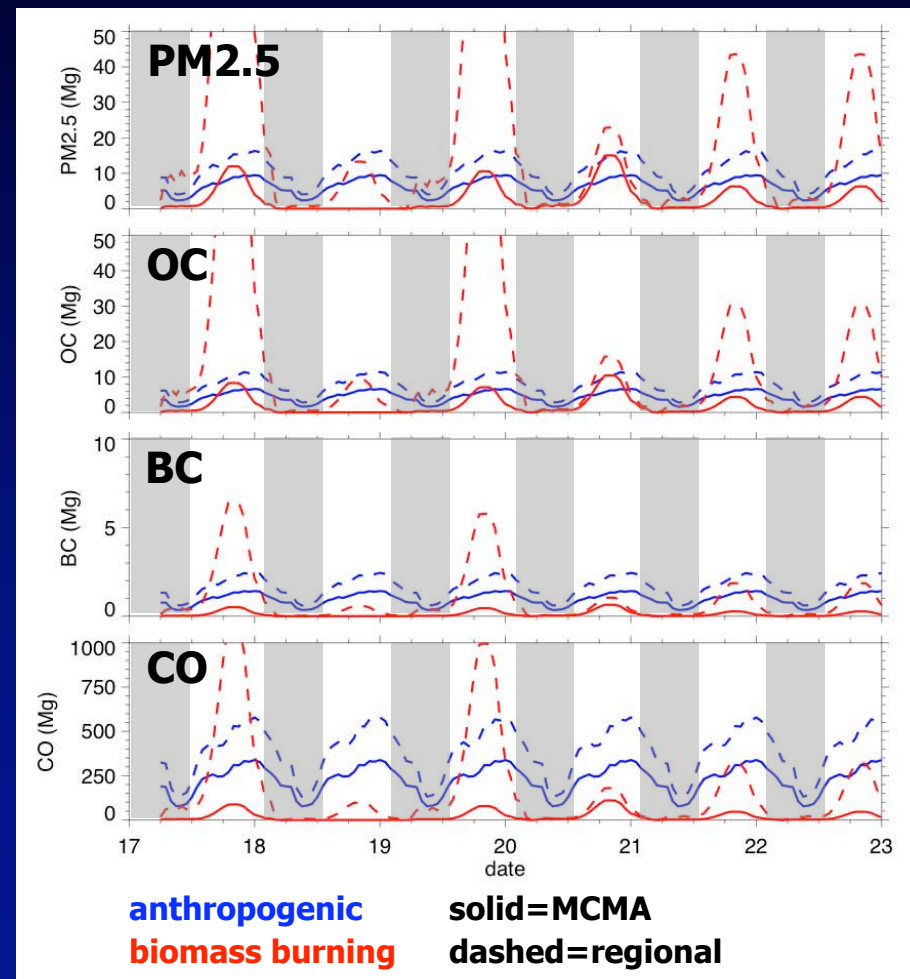 PM2.5
PM2.5 (Mg)
50
40
30
20
10
0
OC
OC (Mg)
50
40
30
20
10
0
BC
BC (Mg)
10
5
0
CO
CO (Mg)
1000
750
500
250
0
17 18 19 20 21 22 23
date
anthropogenic solid=MCMA
biomass burning dashed=regional